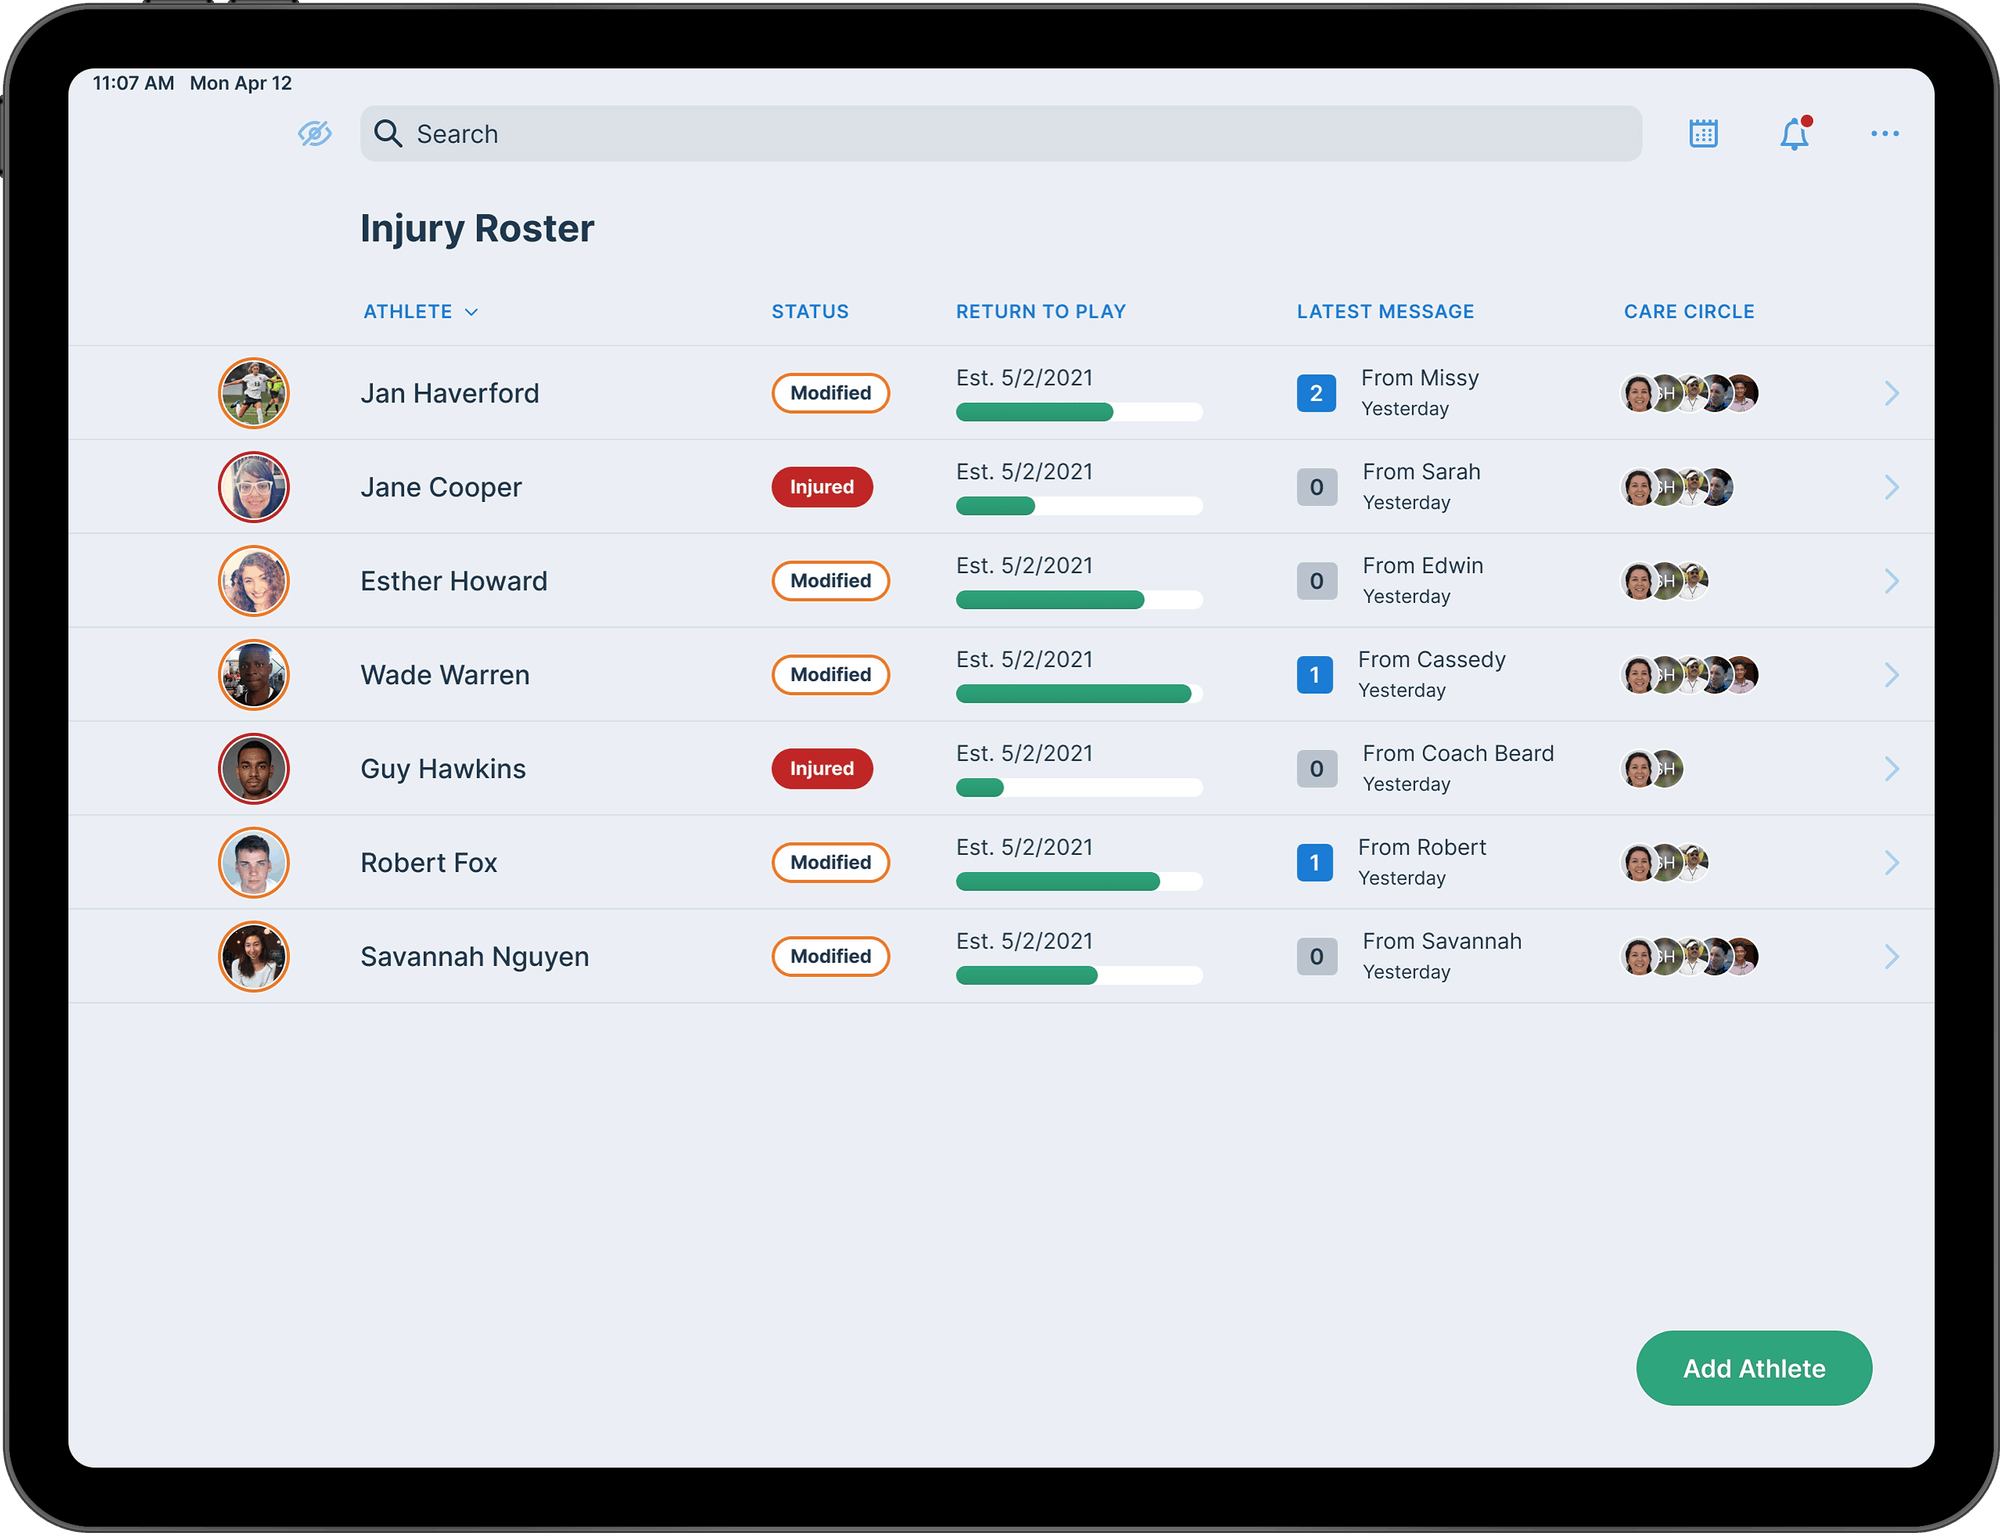 11:07 AM Mon Apr 12
Search
Injury Roster
ATHLETE STATUS RETURN TO PLAY LATEST MESSAGE CARE CIRCLE
Jan Haverford Modified Est. 5/2/2021 2 From Missy Yesterday SH
Jane Cooper Injured Est. 5/2/2021 0 From Sarah Yesterday SH
Esther Howard Modified Est. 5/2/2021 0 From Edwin Yesterday SH
Wade Warren Modified Est. 5/2/2021 1 From Cassedy Yesterday SH
Guy Hawkins Injured Est. 5/2/2021 0 From Coach Beard Yesterday SH
Robert Fox Modified Est. 5/2/2021 1 From Robert Yesterday SH
Savannah Nguyen Modified Est. 5/2/2021 0 From Savannah Yesterday SH
Add Athlete